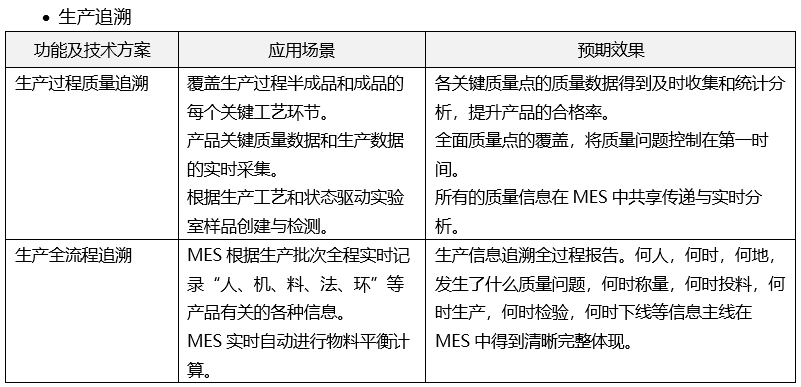 • 生产追溯
功能及技术方案 应用场景 预期效果
生产过程质量追溯
覆盖生产过程半成品和成品的
每个关键工艺环节。
产品关键质量数据和生产数据
的实时采集。
根据生产工艺和状态驱动实验
室样品创建与检测。
各关键质量点的质量数据得到及时收集和统计分
析，提升产品的合格率。
全面质量点的覆盖，将质量问题控制在第一时
间。
所有的质量信息在 MES 中共享传递与实时分
析。
生产全流程追溯
MES 根据生产批次全程实时记
录“人、机、料、法、环”等
产品有关的各种信息。
MES 实时自动进行物料平衡计
算。
生产信息追溯全过程报告。何人，何时，何地，
发生了什么质量问题，何时称量，何时投料，何
时生产，何时检验，何时下线等信息主线在
MES 中得到清晰完整体现。